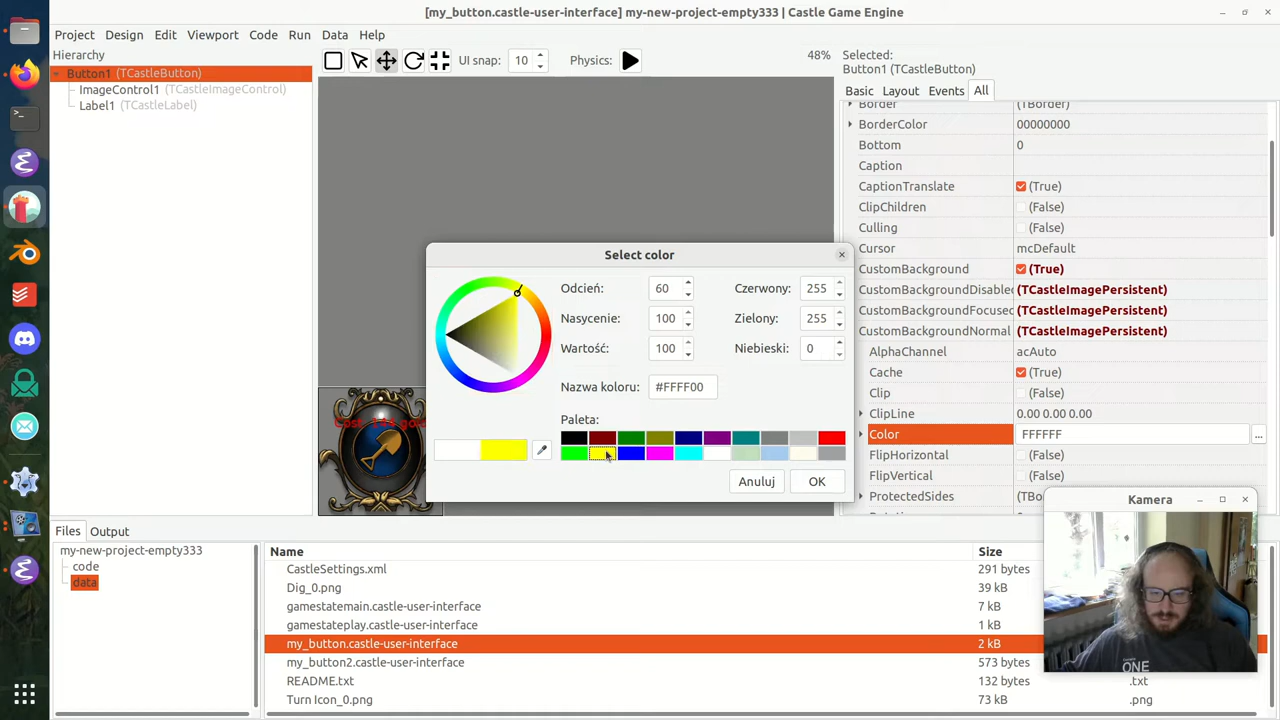 [my_button.castle-user-interface] my-new-project-empty333 | Castle Game Engine
Project Design Edit Viewport Code Run Data Help
Hierarchy
Button1 (TCastleButton)
ImageControl1 (TCastleImageControl)
Label1 (TCastleLabel)
UI snap: 10 Physics: 48%
Selected:
Button1 (TCastleButton)
Basic Layout Events All
Border (TBorder)
BorderColor 00000000
Bottom 0
Caption
CaptionTranslate (True)
ClipChildren (False)
Culling (False)
Cursor mcDefault
CustomBackground (True)
CustomBackgroundDisabled (TCastleImagePersistent)
CustomBackgroundFocused (TCastleImagePersistent)
CustomBackgroundNormal (TCastleImagePersistent)
AlphaChannel acAuto
Cache (True)
Clip (False)
ClipLine 0.00 0.00 0.00
Color FFFFFF ...
FlipHorizontal (False)
FlipVertical (False)
ProtectedSides (TBo
Select color
Odcień: 60 Czerwony: 255
Nasycenie: 100 Zielony: 255
Wartość: 100 Niebieski: 0
Nazwa koloru: #FFFF00
Paleta:
Anuluj OK
Cost: 144 gold
Kamera
ONE
Files Output
my-new-project-empty333
code
data
Name Size
CastleSettings.xml 291 bytes
Dig_0.png 39 kB
gamestatemain.castle-user-interface 7 kB
gamestateplay.castle-user-interface 1 kB
my_button.castle-user-interface 2 kB
my_button2.castle-user-interface 573 bytes
README.txt 132 bytes .txt
Turn Icon_0.png 73 kB .png